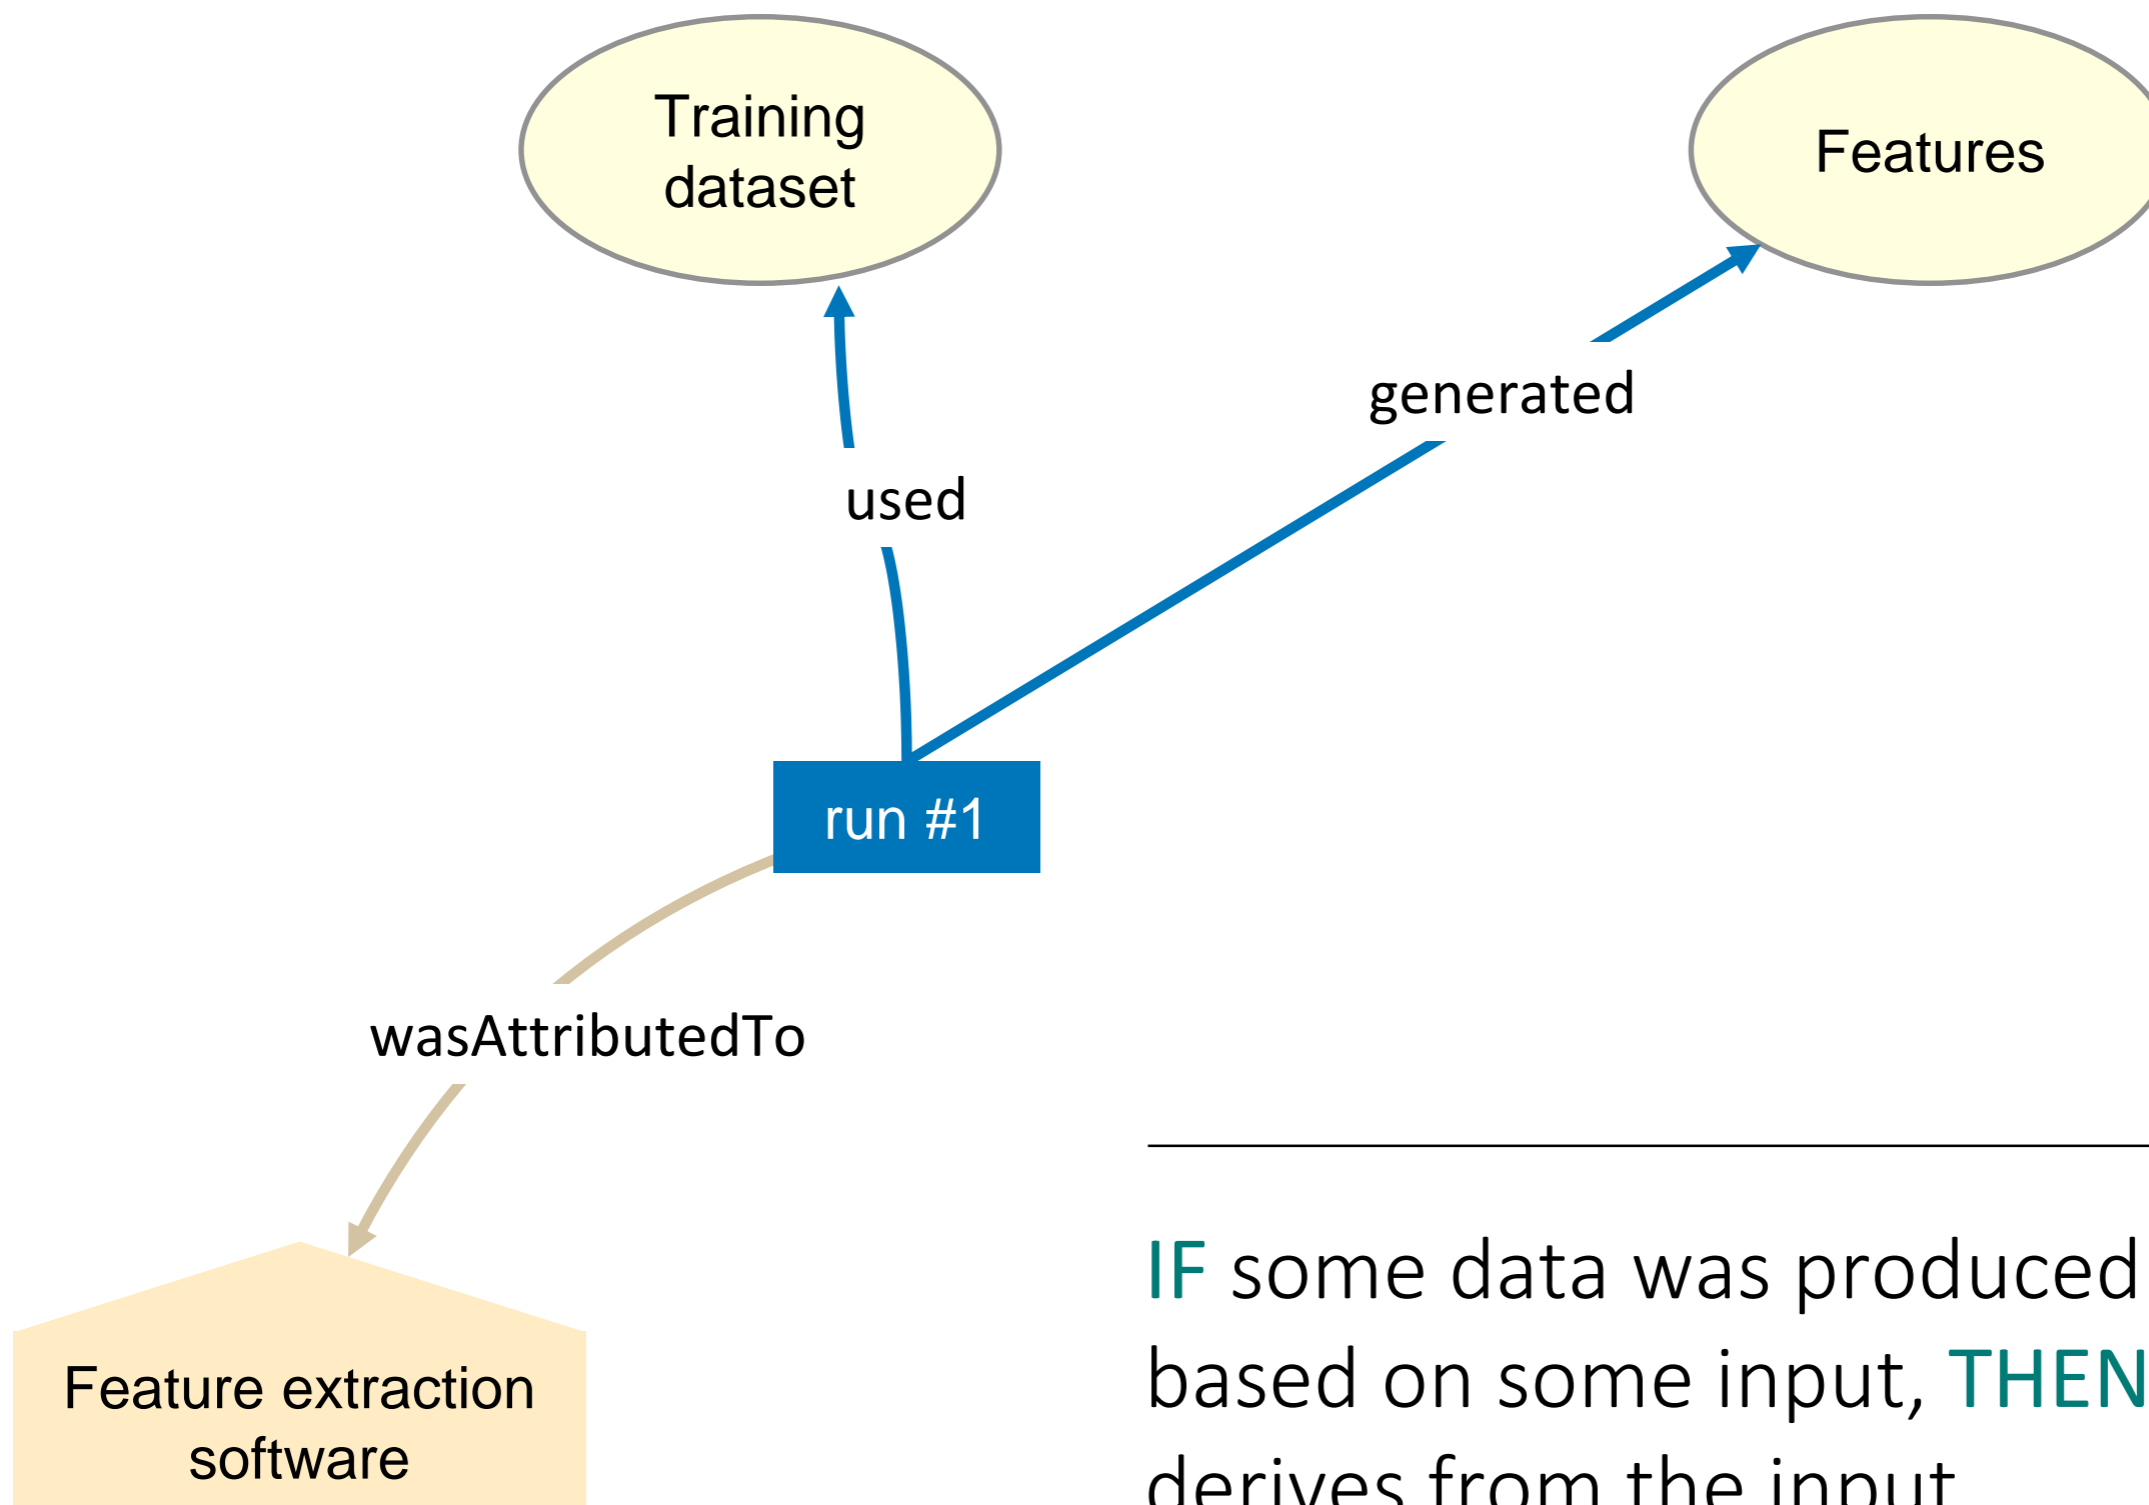 Training
dataset
Features
generated
used
run #1
wasAttributedTo
IF some data was produced
based on some input, THEN
derives from the input
Feature extraction
software